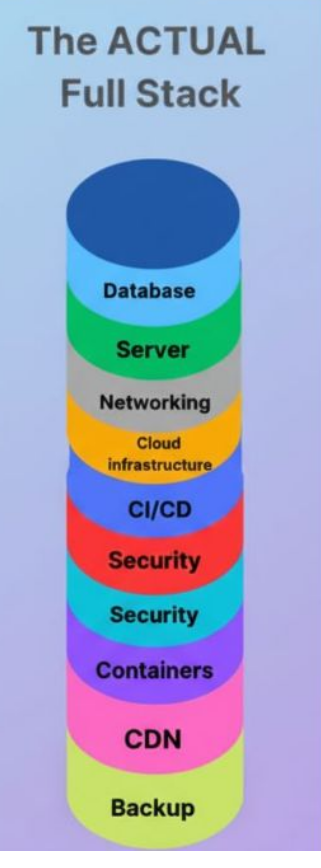 The ACTUAL
Full Stack
Database
Server
Networking
Cloud
infrastructure
CI/CD
Security
Security
Containers
CDN
Backup